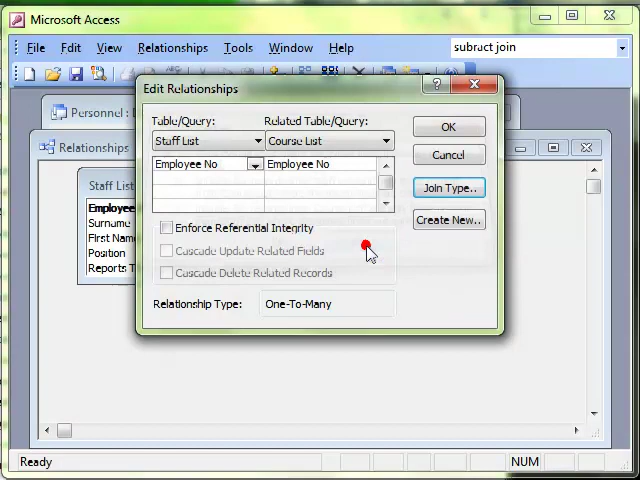 Microsoft Access
File Edit View Relationships Tools Window Help subruct join
Personnel :
Edit Relationships
?
Table/Query: Related Table/Query:
Staff List Course List
Employee No Employee No
OK
Cancel
Join Type..
Create New..
Enforce Referential Integrity
Cascade Update Related Fields
Cascade Delete Related Records
Relationship Type: One-To-Many
Relationships
Staff List
Employee
Surname
First Name
Position
Reports T
Ready NUM